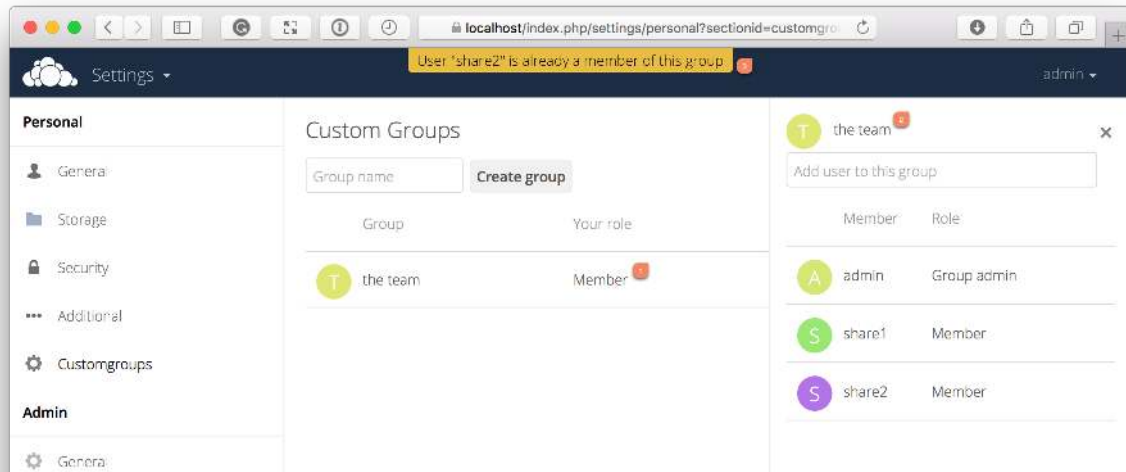 localhost/index.php/settings/personal?sectionid=customgro
User "share2" is already a member of this group
Settings
admin
Personal
General
Storage
Security
Additional
Customgroups
Admin
General
Custom Groups
Group name
Create group
Group Your role
T the team Member 1
T the team 2
Add user to this group
Member Role
A admin Group admin
S share1 Member
S share2 Member